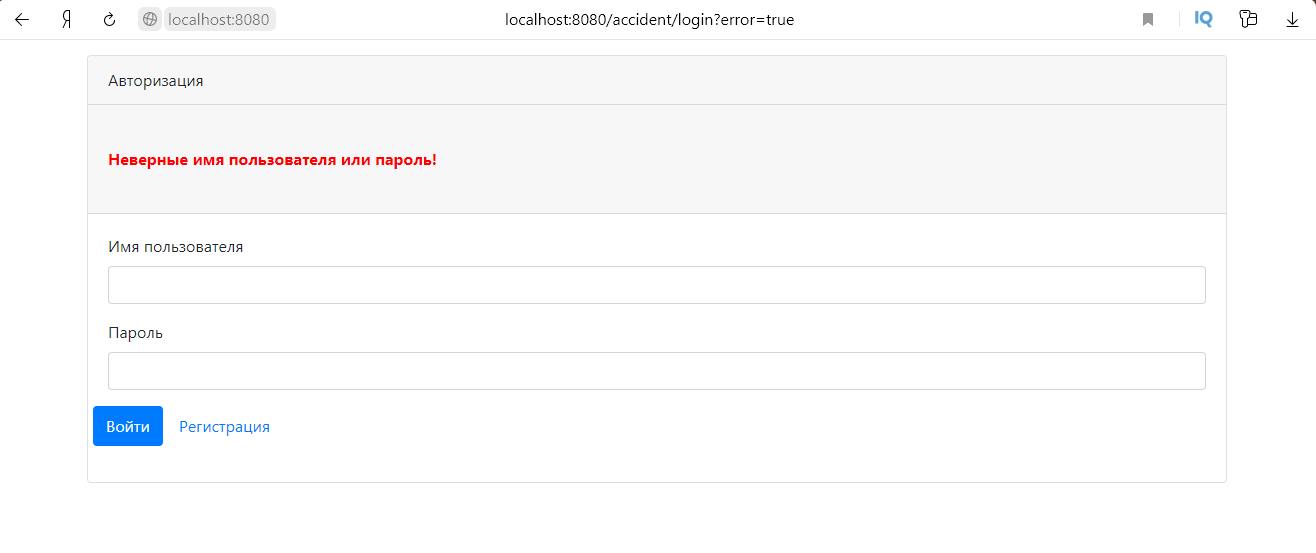 Я localhost:8080 localhost:8080/accident/login?error=true IQ
Авторизация
Неверные имя пользователя или пароль!
Имя пользователя
Пароль
Войти Регистрация